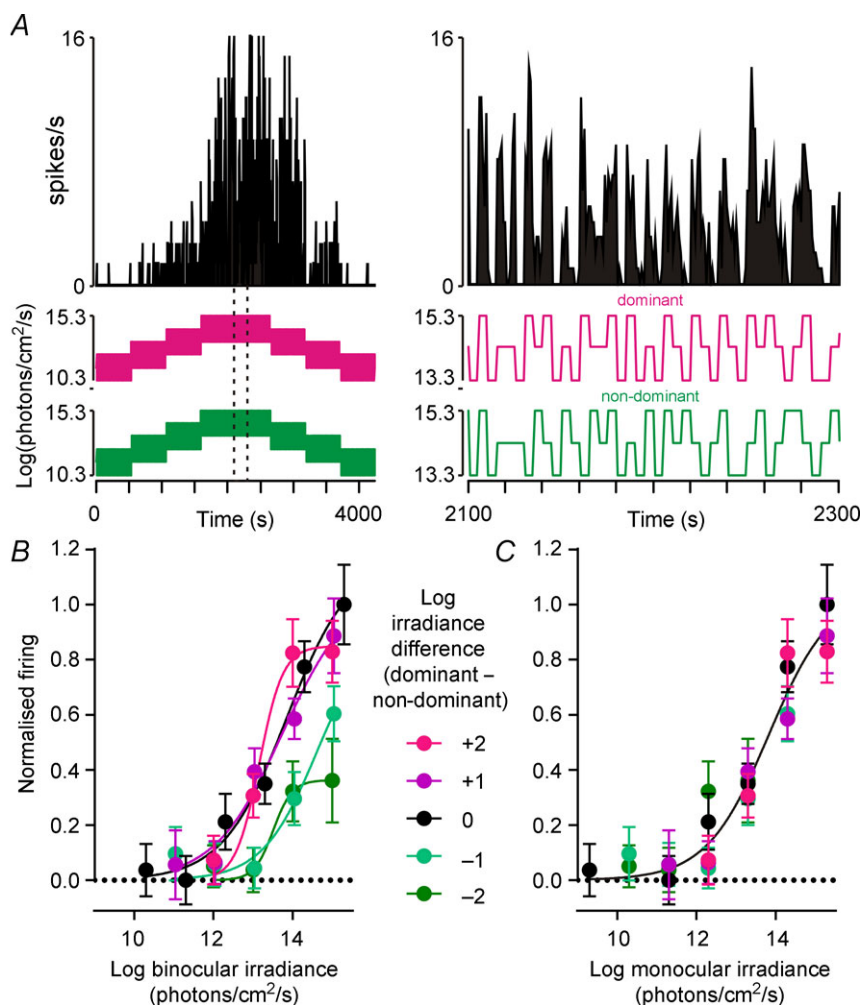 A
16
spikes/s
0
15.3
10.3
15.3
10.3
Log(photons/cm²/s)
0
4000
Time (s)
16
0
dominant
15.3
13.3
non-dominant
15.3
13.3
2100
2300
Time (s)
B
1.2
1.0
0.8
0.6
0.4
0.2
0.0
Normalised firing
10
12
14
Log binocular irradiance
(photons/cm²/s)
Log
irradiance
difference
(dominant –
non-dominant)
+2
+1
0
–1
–2
C
1.2
1.0
0.8
0.6
0.4
0.2
0.0
10
12
14
Log monocular irradiance
(photons/cm²/s)